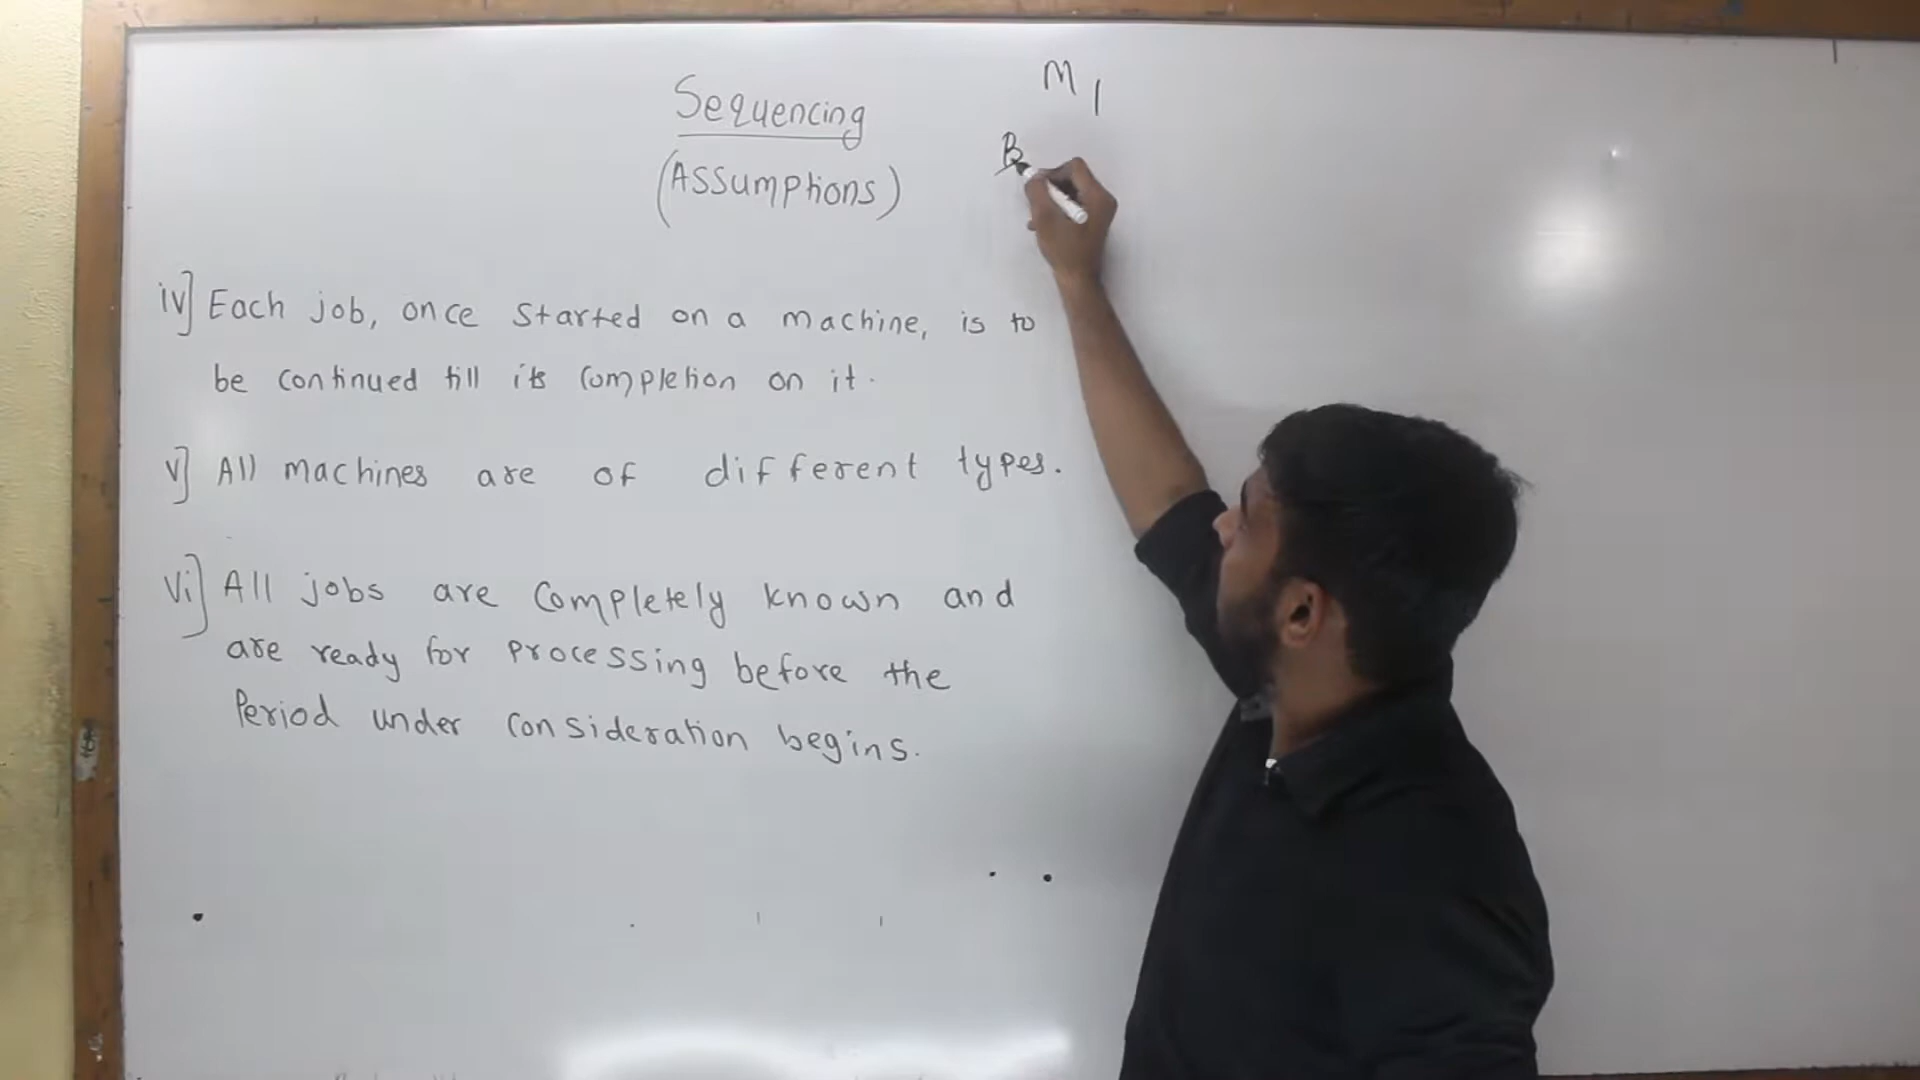 Sequencing
(Assumptions)
M1
B
iv] Each job, once started on a machine, is to
be continued till its completion on it.
v] All machines are of different types.
vi] All jobs are completely known and
are ready for processing before the
Period under consideration begins.